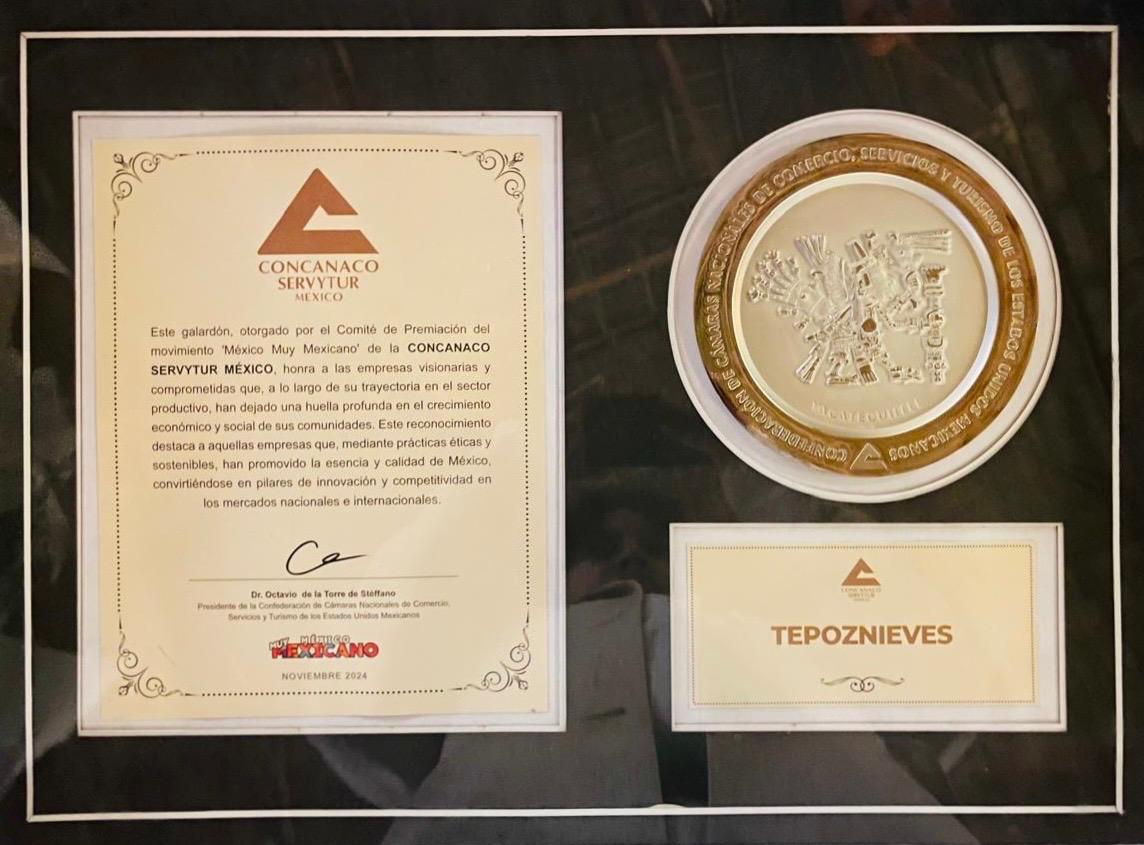 CONCANACO
SERVYTUR
MEXICO
Este galardón, otorgado por el Comité de Premiación del
movimiento 'México Muy Mexicano' de la CONCANACO
SERVYTUR MÉXICO, honra a las empresas visionarias y
comprometidas que, a lo largo de su trayectoria en el sector
productivo, han dejado una huella profunda en el crecimiento
económico y social de sus comunidades. Este reconocimiento
destaca a aquellas empresas que, mediante prácticas éticas y
sostenibles, han promovido la esencia y calidad de México,
convirtiéndose en pilares de innovación y competitividad en
los mercados nacionales e internacionales.
Dr. Octavio de la Torre de Stéffano
Presidente de la Confederación de Cámaras Nacionales de Comercio,
Servicios y Turismo de los Estados Unidos Mexicanos
MÉXICO
MUY
MEXICANO
NOVIEMBRE 2024
CONFEDERACIÓN DE CÁMARAS NACIONALES DE COMERCIO, SERVICIOS Y TURISMO DE LOS ESTADOS UNIDOS MEXICANOS
YACATECUHTLI
CONCANACO
SERVYTUR
MEXICO
TEPOZNIEVES